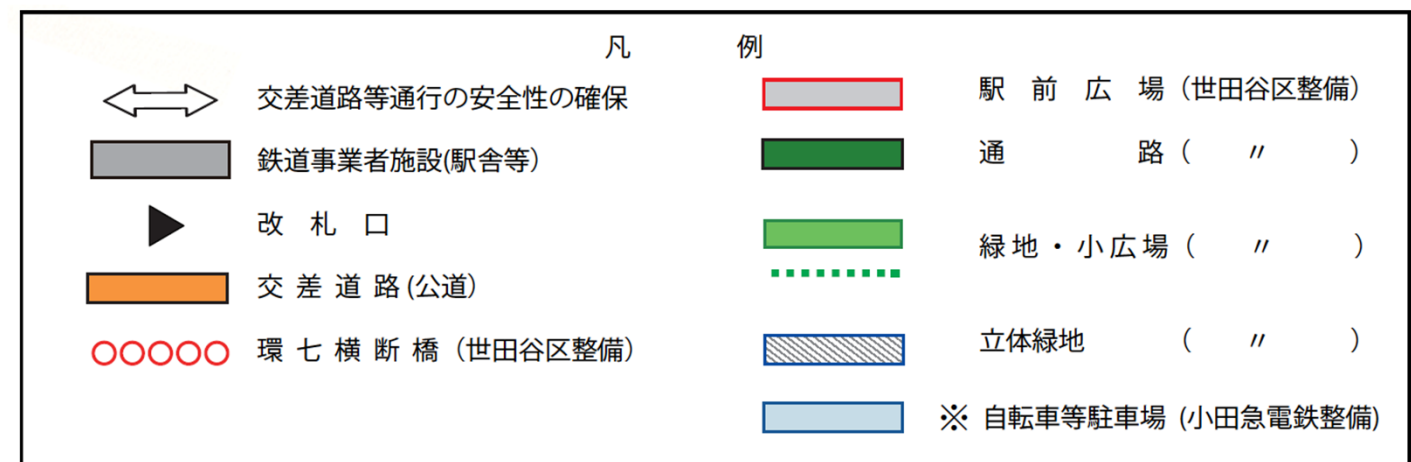 凡例
交差道路等通行の安全性の確保
鉄道事業者施設(駅舎等)
改札口
交差道路(公道)
環七横断橋(世田谷区整備)
駅前広場(世田谷区整備)
通路( 〃 )
緑地・小広場( 〃 )
立体緑地( 〃 )
※ 自転車等駐車場 (小田急電鉄整備)